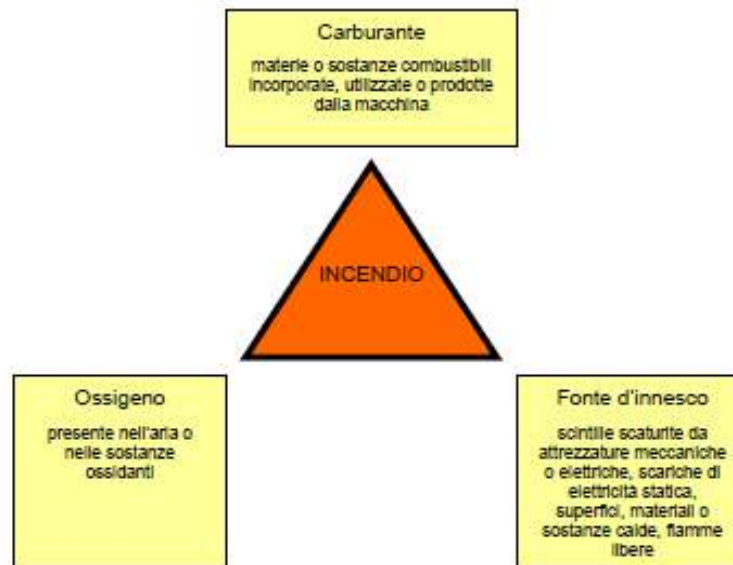 Carburante
materie o sostanze combustibili
incorporate, utilizzate o prodotte
dalla macchina
INCENDIO
Ossigeno
presente nell'aria o
nelle sostanze
ossidanti
Fonte d'innesco
scintille scaturite da
attrezzature meccaniche
o elettriche, scariche di
elettricità statica,
superfici, materiali o
sostanze calde, fiamme
libere